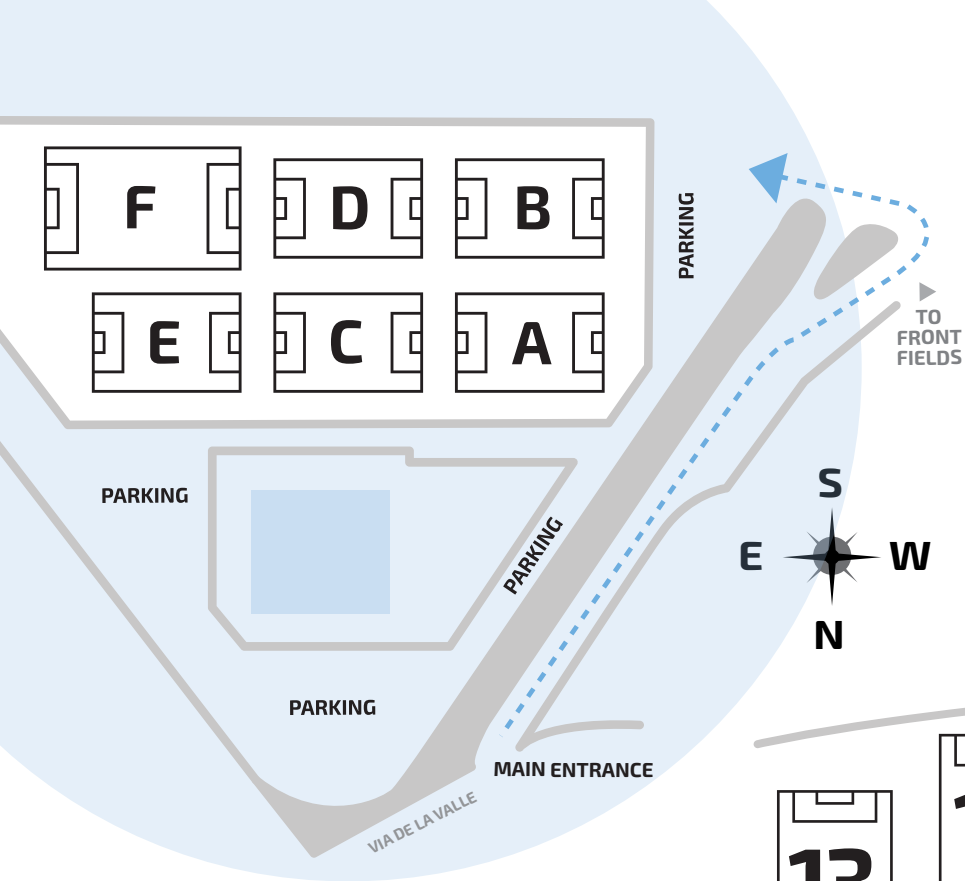 F
D
B
PARKING
E
C
A
TO
FRONT
FIELDS
S
PARKING
PARKING
E
W
N
PARKING
MAIN ENTRANCE
VIA DE LA VALLE